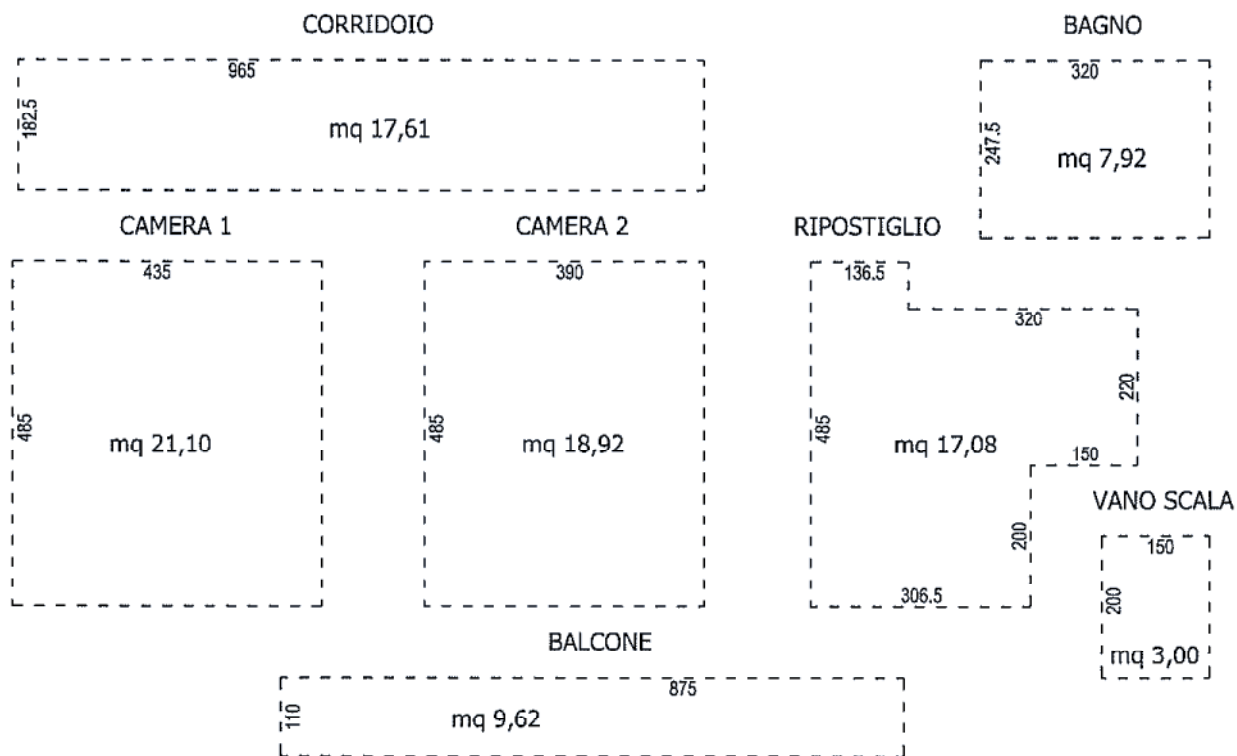 CORRIDOIO
965
182.5
mq 17,61
BAGNO
320
247.5
mq 7,92
CAMERA 1
435
485
mq 21,10
CAMERA 2
390
485
mq 18,92
RIPOSTIGLIO
136.5
320
220
485
mq 17,08
150
200
306.5
VANO SCALA
150
200
mq 3,00
BALCONE
875
110
mq 9,62